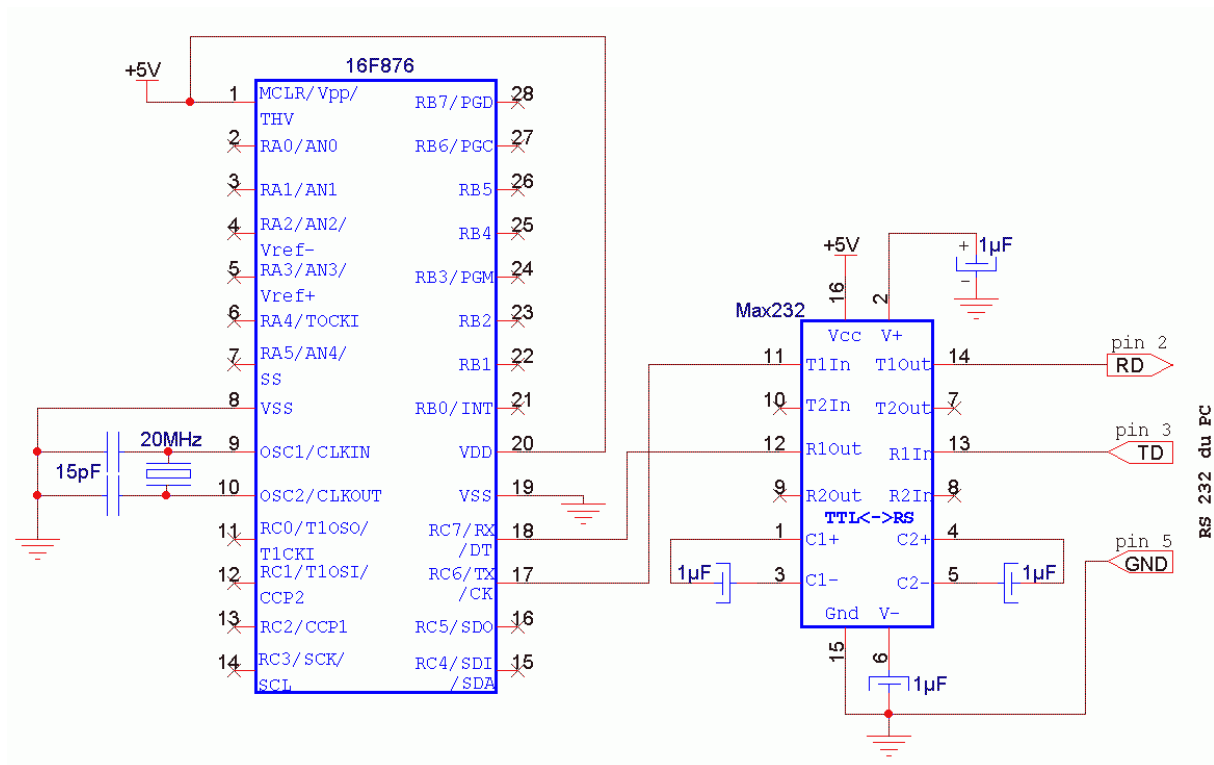 16F876
+5V
1
MCLR/Vpp/
THV
2
RA0/AN0
3
RA1/AN1
4
RA2/AN2/
Vref-
5
RA3/AN3/
Vref+
6
RA4/TOCKI
7
RA5/AN4/
SS
8
VSS
9
OSC1/CLKIN
10
OSC2/CLKOUT
11
RC0/T1OSO/
T1CKI
12
RC1/T1OSI/
CCP2
13
RC2/CCP1
14
RC3/SCK/
SCL
20MHz
15pF
RB7/PGD
28
RB6/PGC
27
RB5
26
RB4
25
RB3/PGM
24
RB2
23
RB1
22
RB0/INT
21
VDD
20
VSS
19
RC7/RX
/DT
18
RC6/TX
/CK
17
RC5/SDO
16
RC4/SDI
/SDA
15
+5V
16
2
+
1µF
-
Max232
Vcc
V+
11
T1In
T1Out
14
10
T2In
T2Out
7
12
R1Out
R1In
13
9
R2Out
R2In
8
TTL<->RS
1
C1+
C2+
4
1µF
3
C1-
C2-
5
1µF
Gnd
V-
15
6
1µF
pin 2
RD
pin 3
TD
pin 5
GND
RS 232 du PC